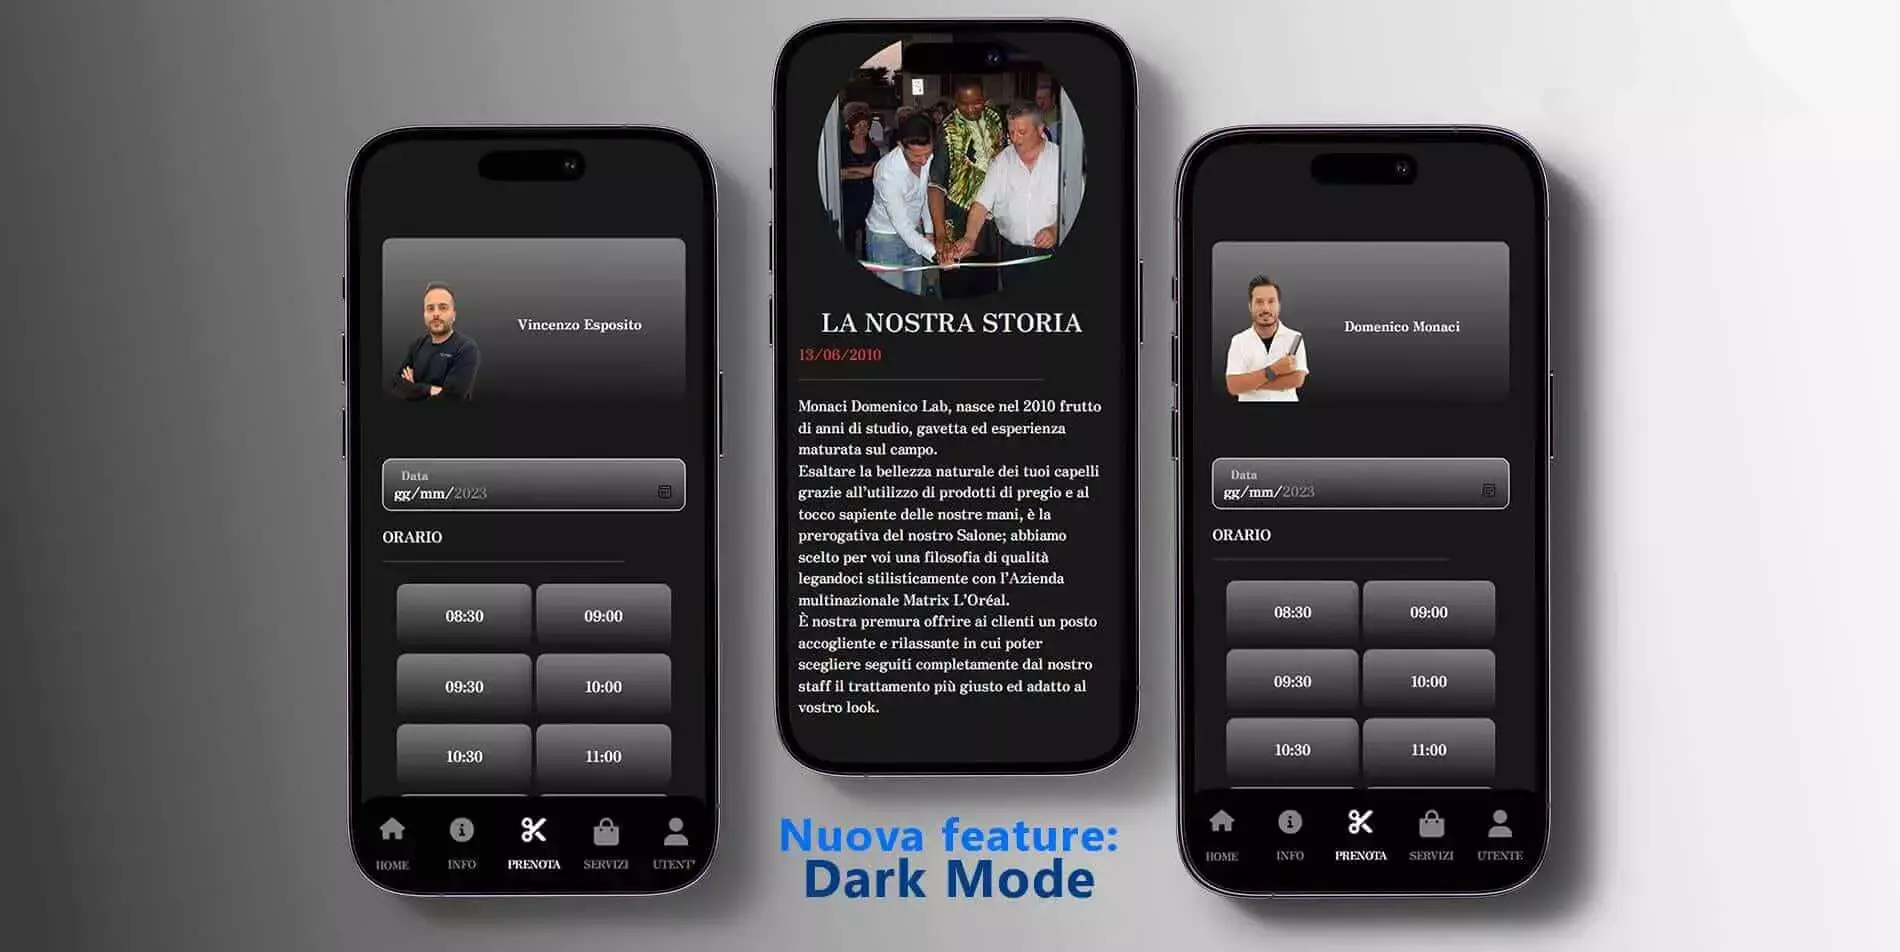 Vincenzo Esposito
Data
gg/mm/2023
ORARIO
08:30
09:00
09:30
10:00
10:30
11:00
HOME
INFO
PRENOTA
SERVIZI
UTENT
LA NOSTRA STORIA
13/06/2010
Monaci Domenico Lab, nasce nel 2010 frutto
di anni di studio, gavetta ed esperienza
maturata sul campo.
Esaltare la bellezza naturale dei tuoi capelli
grazie all’utilizzo di prodotti di pregio e al
tocco sapiente delle nostre mani, è la
prerogativa del nostro Salone; abbiamo
scelto per voi una filosofia di qualità
legandoci stilisticamente con l’Azienda
multinazionale Matrix L’Oréal.
È nostra premura offrire ai clienti un posto
accogliente e rilassante in cui poter
scegliere seguiti completamente dal nostro
staff il trattamento più giusto ed adatto al
vostro look.
Nuova feature:
Dark Mode
Domenico Monaci
Data
gg/mm/2023
ORARIO
08:30
09:00
09:30
10:00
10:30
11:00
HOME
INFO
PRENOTA
SERVIZI
UTENTE